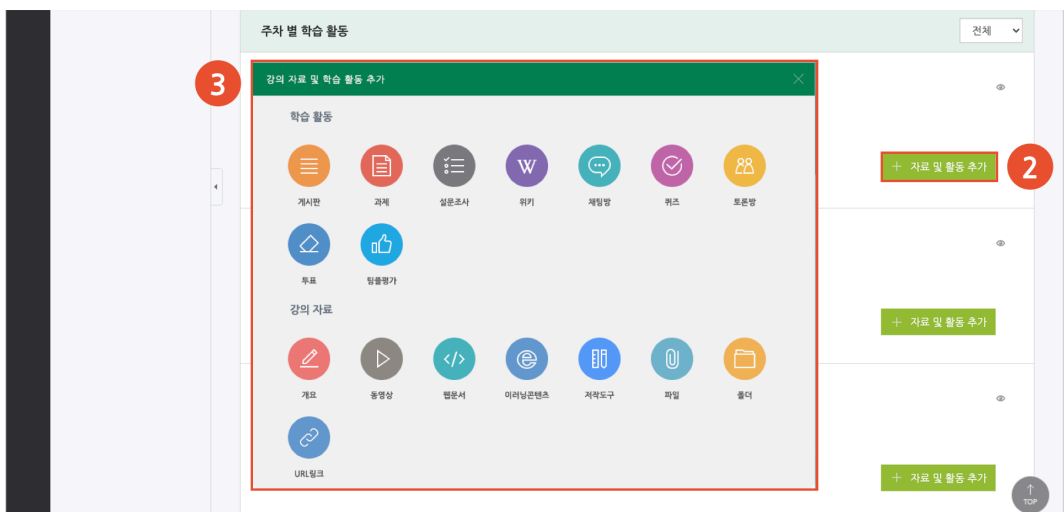 주차 별 학습 활동
전체
3
강의 자료 및 학습 활동 추가
학습 활동
게시판
과제
설문조사
W
위키
채팅방
퀴즈
토론방
+ 자료 및 활동 추가
2
투표
팀플평가
강의 자료
+ 자료 및 활동 추가
개요
</>
동영상
웹문서
이러닝콘텐츠
저작도구
파일
폴더
URL링크
+ 자료 및 활동 추가
TOP